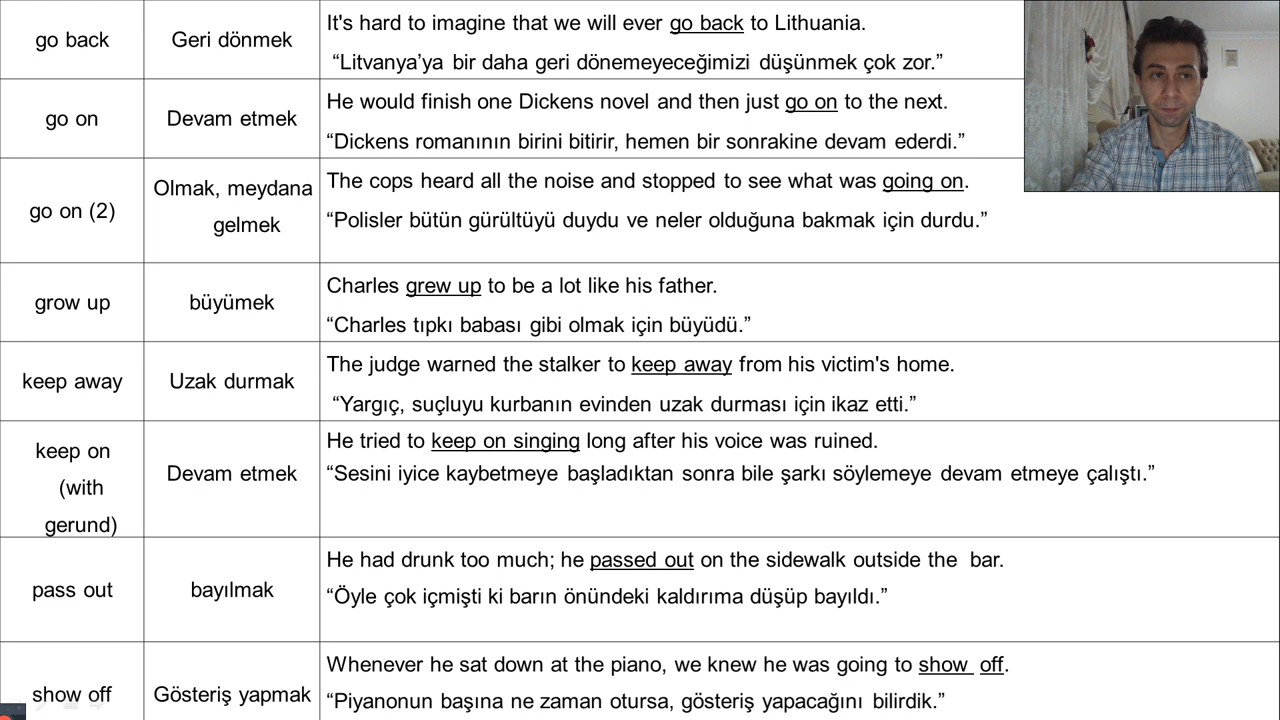 go back
Geri dönmek
It's hard to imagine that we will ever go back to Lithuania.
“Litvanya’ya bir daha geri dönemeyeceğimizi düşünmek çok zor.”
go on
Devam etmek
He would finish one Dickens novel and then just go on to the next.
“Dickens romanının birini bitirir, hemen bir sonrakine devam ederdi.”
go on (2)
Olmak, meydana
gelmek
The cops heard all the noise and stopped to see what was going on.
“Polisler bütün gürültüyü duydu ve neler olduğuna bakmak için durdu.”
grow up
büyümek
Charles grew up to be a lot like his father.
“Charles tıpkı babası gibi olmak için büyüdü.”
keep away
Uzak durmak
The judge warned the stalker to keep away from his victim's home.
“Yargıç, suçluyu kurbanın evinden uzak durması için ikaz etti.”
keep on
(with
gerund)
Devam etmek
He tried to keep on singing long after his voice was ruined.
“Sesini iyice kaybetmeye başladıktan sonra bile şarkı söylemeye devam etmeye çalıştı.”
pass out
bayılmak
He had drunk too much; he passed out on the sidewalk outside the bar.
“Öyle çok içmişti ki barın önündeki kaldırıma düşüp bayıldı.”
show off
Gösteriş yapmak
Whenever he sat down at the piano, we knew he was going to show off.
“Piyanonun başına ne zaman otursa, gösteriş yapacağını bilirdik.”